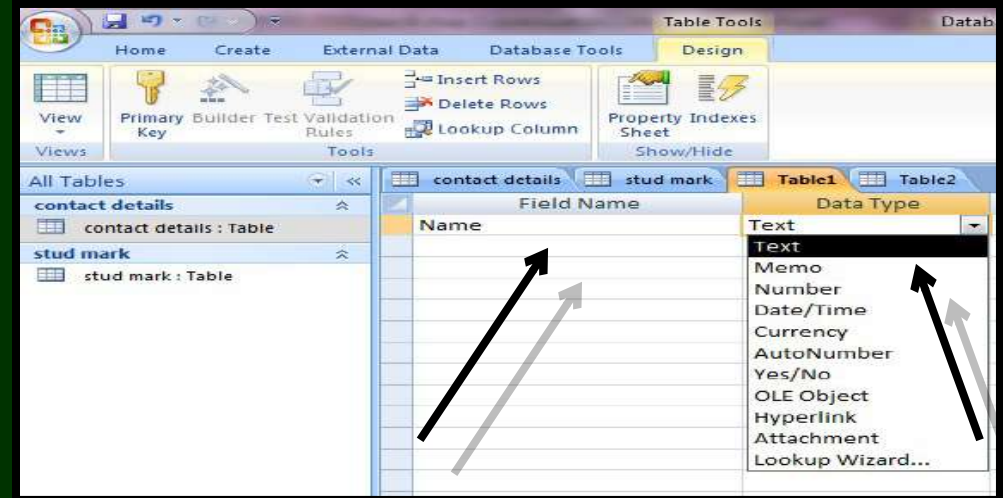 Table Tools Datab
Home Create External Data Database Tools Design
View
Views
Primary Key
Builder
Test Validation Rules
Insert Rows
Delete Rows
Lookup Column
Tools
Property Sheet
Indexes
Show/Hide
All Tables
contact details
contact details : Table
stud mark
stud mark : Table
contact details stud mark Table1 Table2
Field Name Data Type
Name Text
Text
Memo
Number
Date/Time
Currency
AutoNumber
Yes/No
OLE Object
Hyperlink
Attachment
Lookup Wizard...